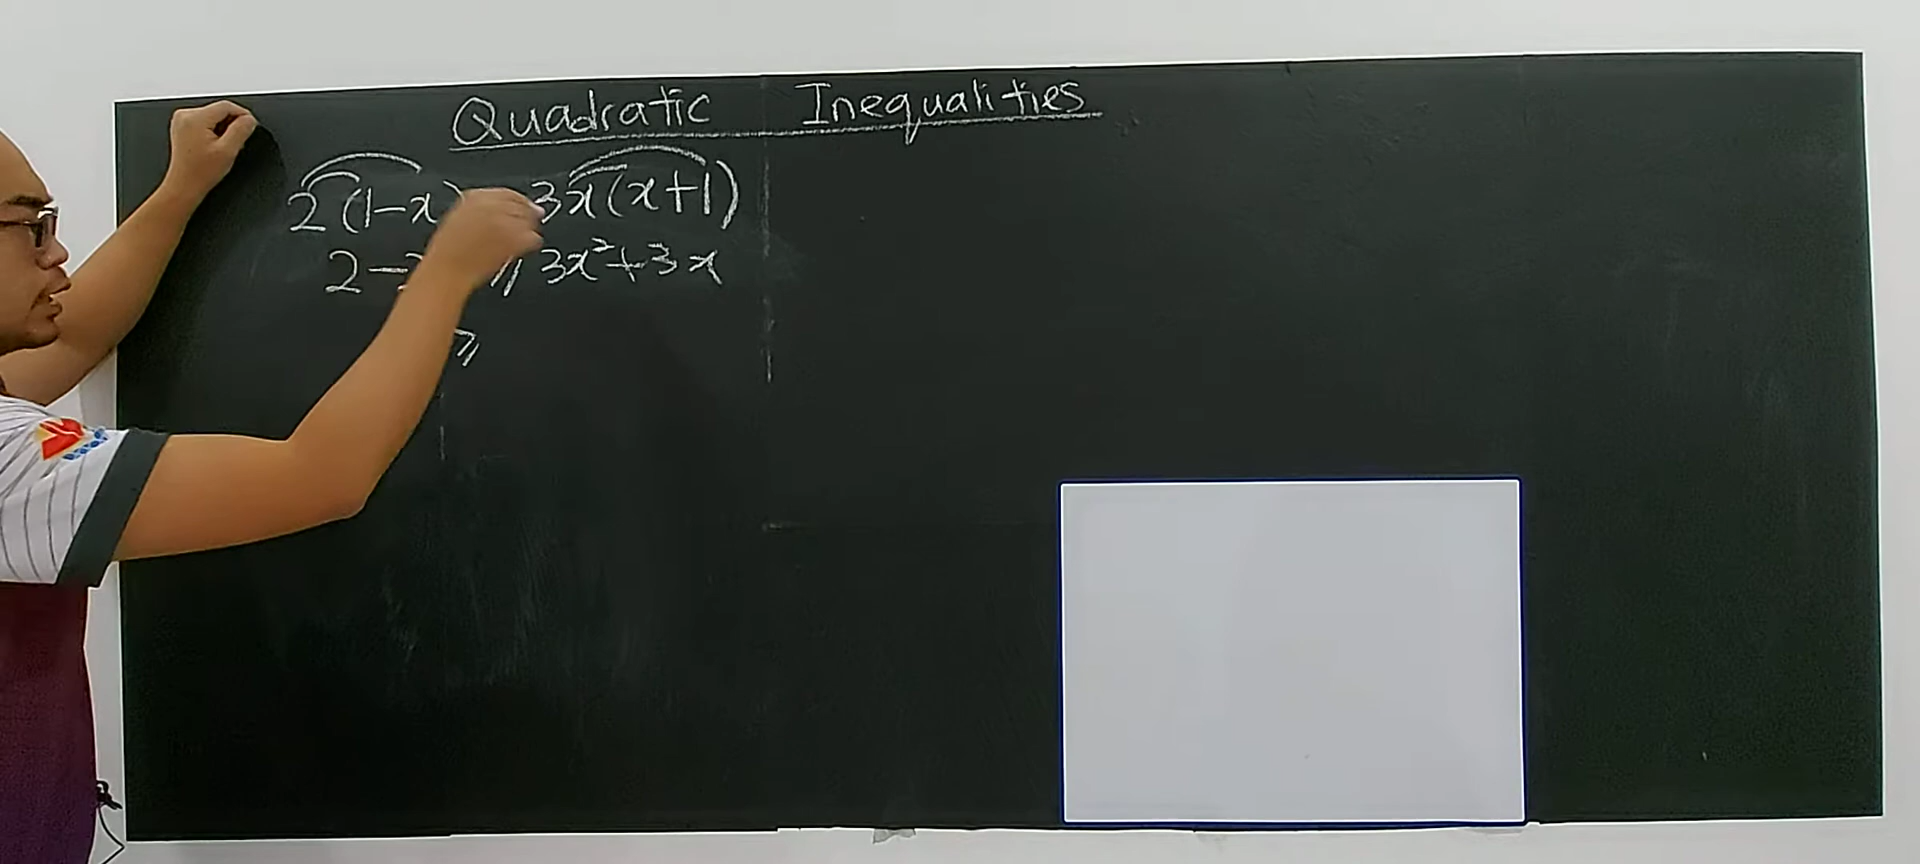 Quadratic Inequalities
2(1-x) 3x(x+1)
2- ⩾ 3x²+3x
⩾